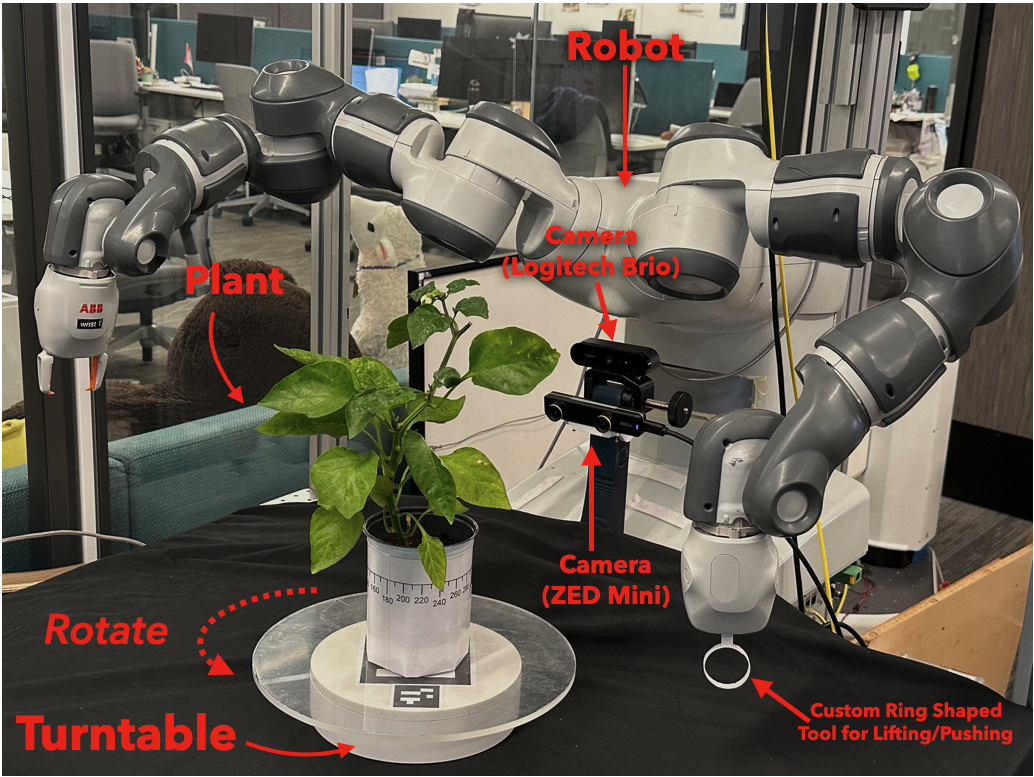 Robot
Camera
(Logitech Brio)
Plant
ABB
wrist
160 180 200 220 240 260
Camera
(ZED Mini)
Rotate
Turntable
Custom Ring Shaped
Tool for Lifting/Pushing